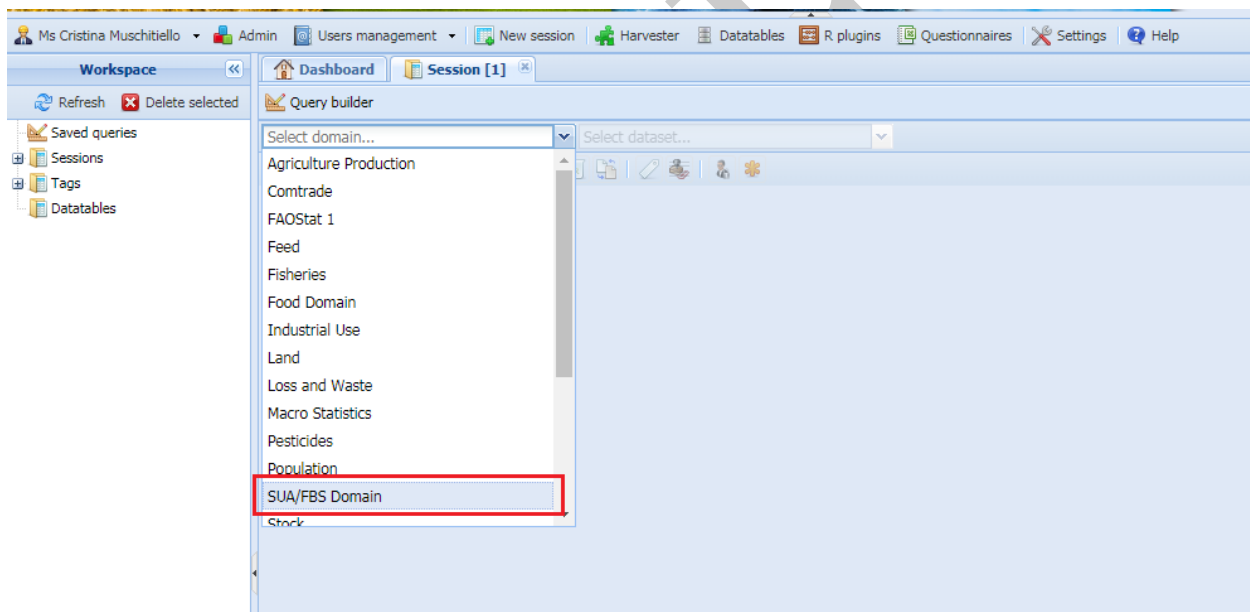 Ms Cristina Muschitiello Admin Users management New session Harvester Datatables R plugins Questionnaires Settings Help
Workspace Dashboard Session [1]
Refresh Delete selected Query builder
Saved queries
Sessions
Tags
Datatables
Select domain... Select dataset...
Agriculture Production
Comtrade
FAOStat 1
Feed
Fisheries
Food Domain
Industrial Use
Land
Loss and Waste
Macro Statistics
Pesticides
Population
SUA/FBS Domain
Stock